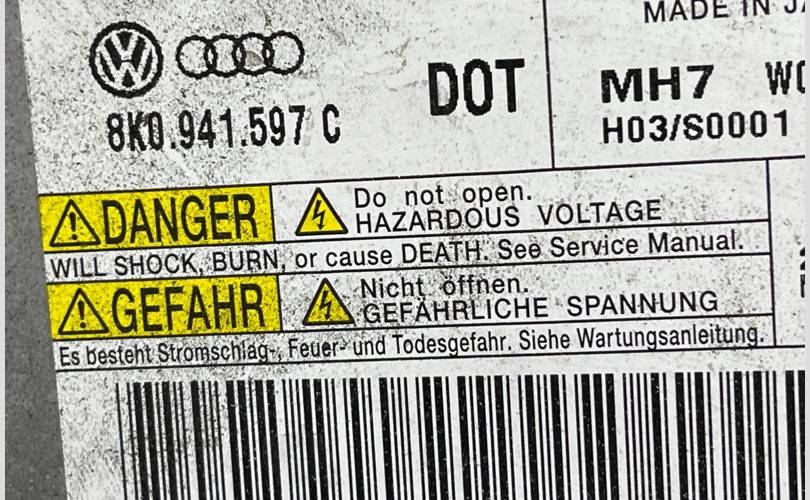 MADE IN
8K0.941.597 C
DOT
MH7
H03/S0001
DANGER
Do not open.
HAZARDOUS VOLTAGE
WILL SHOCK, BURN, or cause DEATH. See Service Manual.
GEFAHR
Nicht öffnen.
GEFÄHRLICHE SPANNUNG
Es besteht Stromschlag-, Feuer- und Todesgefahr. Siehe Wartungsanleitung.